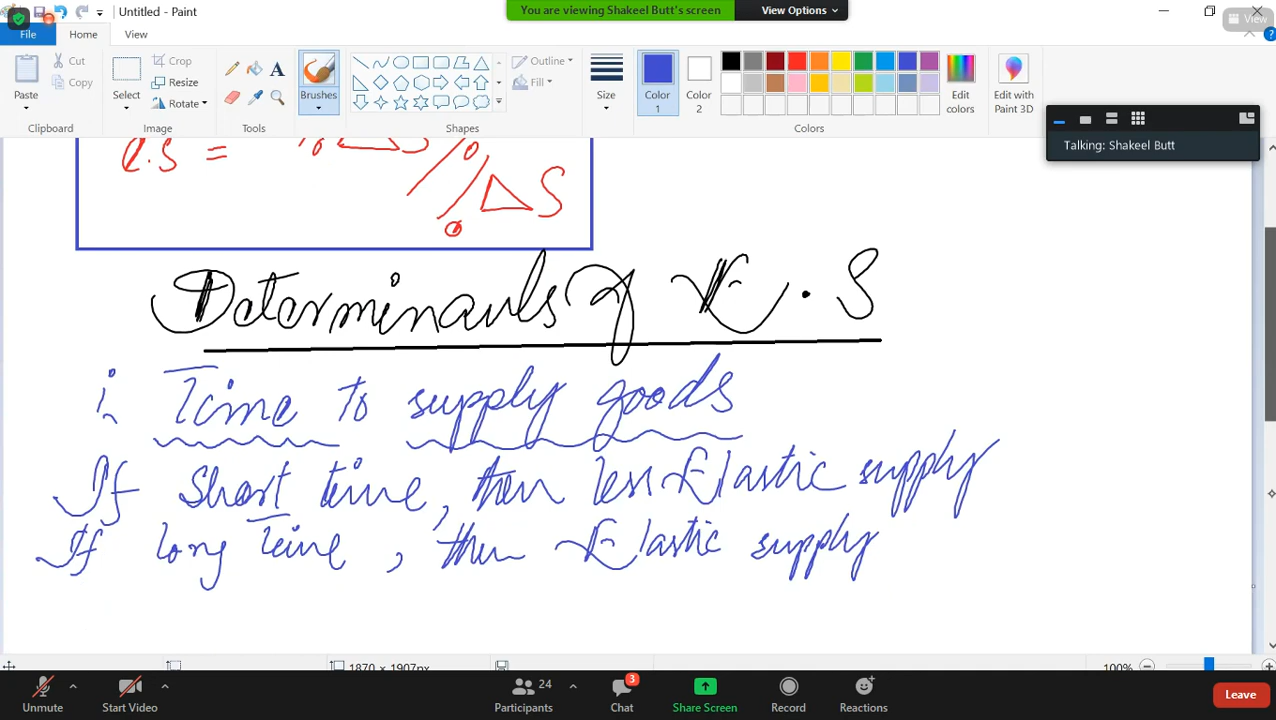 Untitled - Paint
You are viewing Shakeel Butt's screen
View Options
View
File
Home
View
Paste
Cut
Copy
Clipboard
Select
Crop
Resize
Rotate
Image
Tools
Brushes
Shapes
Outline
Fill
Size
Color 1
Color 2
Edit colors
Edit with Paint 3D
Colors
Talking: Shakeel Butt
E.S = % Δ S
% Δ S
Determinants of E.S
i, Time to supply goods
If Short time, then less Elastic supply
If long Time, then Elastic supply
1870 × 1907px
100%
Unmute
Start Video
24
Participants
3
Chat
Share Screen
Record
Reactions
Leave